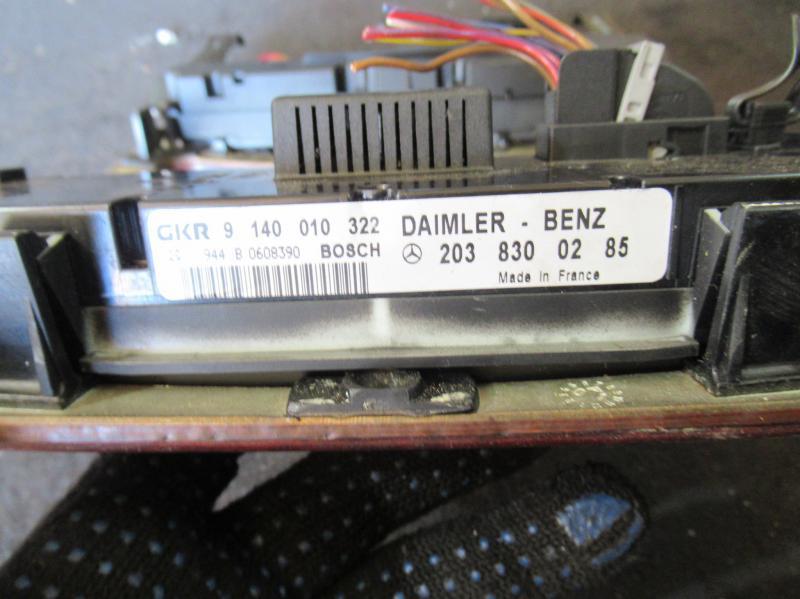 GKR 9 140 010 322 DAIMLER - BENZ
944 B 0608390 BOSCH 203 830 02 85
Made in France